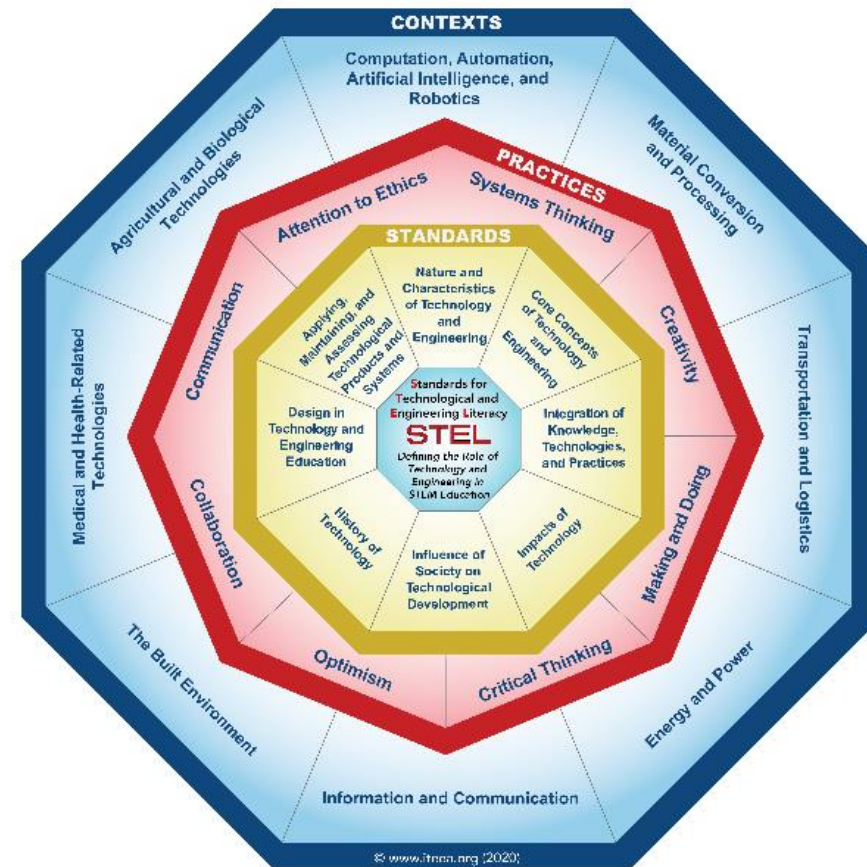 CONTEXTS
Computation, Automation,
Artificial Intelligence, and
Robotics
Material Conversion
and Processing
Transportation and Logistics
Energy and Power
Information and Communication
The Built Environment
Medical and Health-Related
Technologies
Agricultural and Biological
Technologies
PRACTICES
Systems Thinking
Creativity
Making and Doing
Critical Thinking
Optimism
Collaboration
Communication
Attention to Ethics
STANDARDS
Nature and
Characteristics
of Technology
and
Engineering
Core Concepts
of Technology
and
Engineering
Integration of
Knowledge,
Technologies,
and Practices
Impacts of
Technology
Influence of
Society on
Technological
Development
History of
Technology
Design in
Technology and
Engineering
Education
Applying,
Maintaining, and
Assessing
Technological
Products and
Systems
Standards for
Technological and
Engineering Literacy
STEL
Defining the Role of
Technology and
Engineering in
STEM Education
© www.iteea.org (2020)